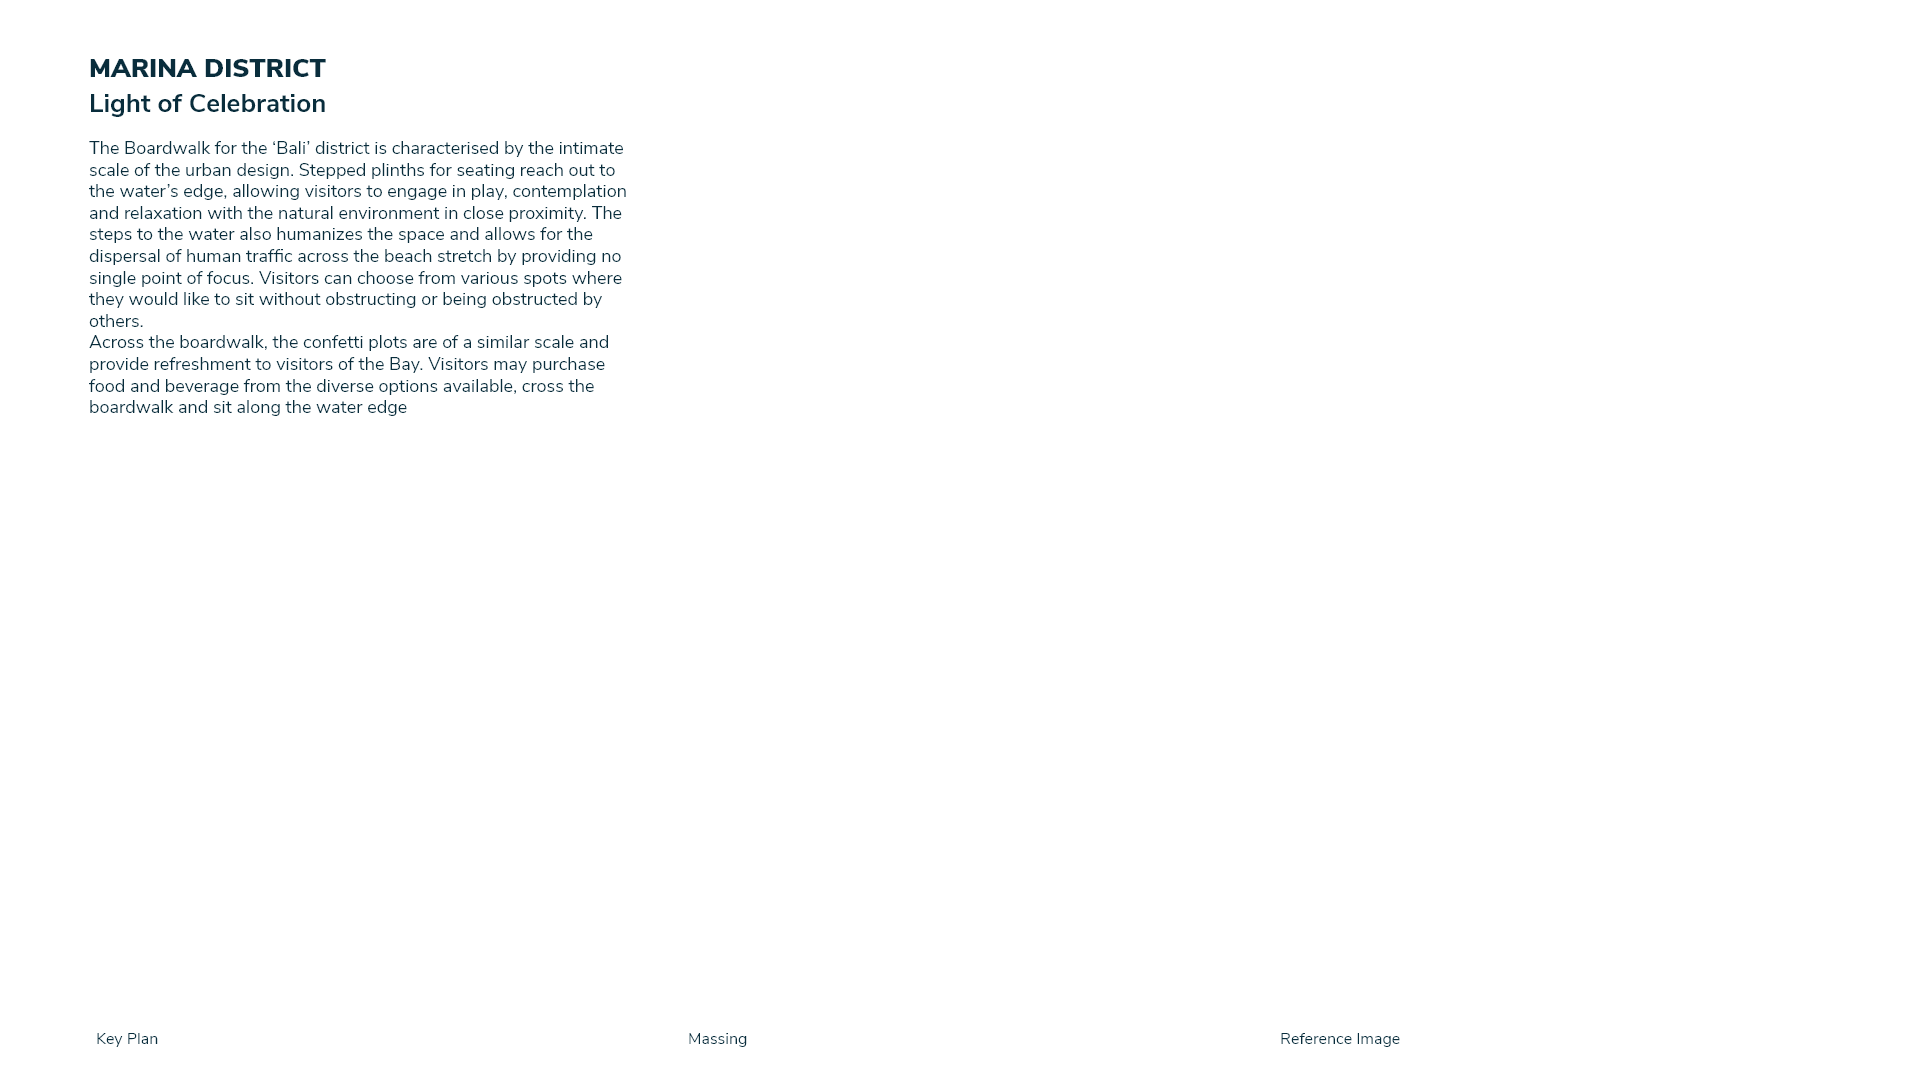 MARINA DISTRICT
Light of Celebration
The Boardwalk for the ‘Bali’ district is characterised by the intimate
scale of the urban design. Stepped plinths for seating reach out to
the water’s edge, allowing visitors to engage in play, contemplation
and relaxation with the natural environment in close proximity. The
steps to the water also humanizes the space and allows for the
dispersal of human traffic across the beach stretch by providing no
single point of focus. Visitors can choose from various spots where
they would like to sit without obstructing or being obstructed by
others.
Across the boardwalk, the confetti plots are of a similar scale and
provide refreshment to visitors of the Bay. Visitors may purchase
food and beverage from the diverse options available, cross the
boardwalk and sit along the water edge
Key Plan
Massing
Reference Image